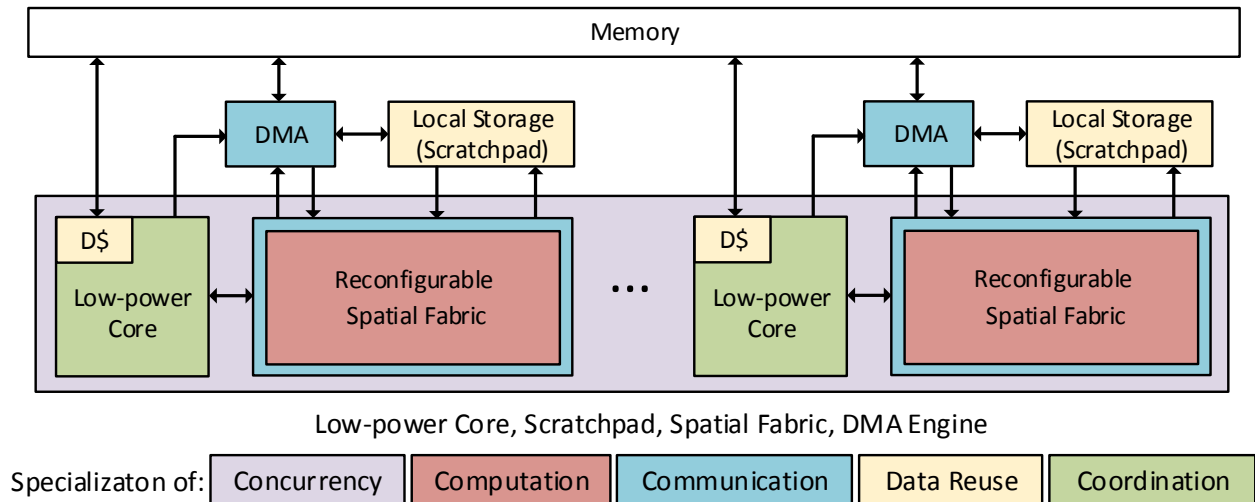 Memory
DMA
Local Storage
(Scratchpad)
DMA
Local Storage
(Scratchpad)
D$
Low-power
Core
Reconfigurable
Spatial Fabric
...
D$
Low-power
Core
Reconfigurable
Spatial Fabric
Low-power Core, Scratchpad, Spatial Fabric, DMA Engine
Specializaton of: Concurrency Computation Communication Data Reuse Coordination